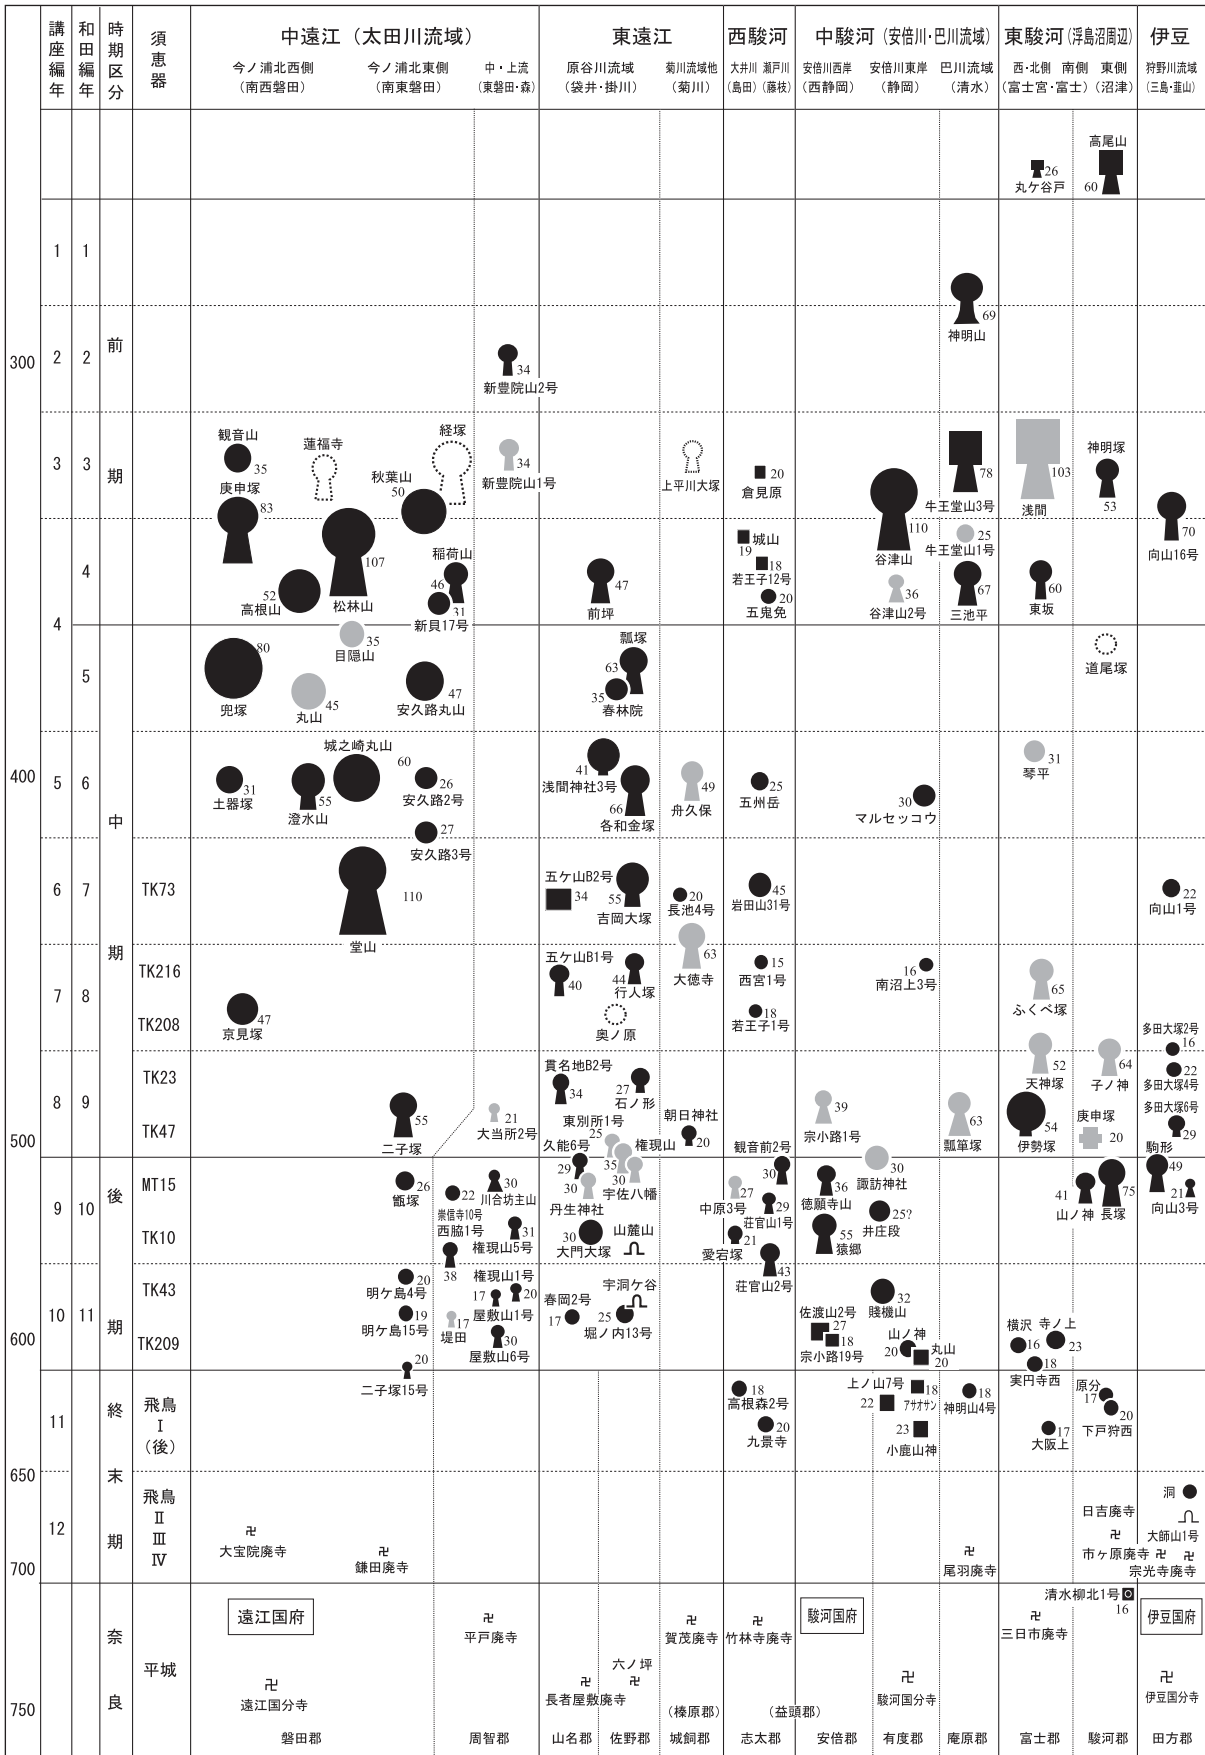 講座編年
和田編年
時期区分
須恵器
中遠江（太田川流域）
東遠江
西駿河
中駿河（安倍川・巴川流域）
東駿河（浮島沼周辺）
伊豆
今ノ浦北西側
（南西磐田）
今ノ浦北東側
（南東磐田）
中・上流
（東磐田・森）
原谷川流域
（袋井・掛川）
菊川流域他
（菊川）
大井川 瀬戸川
（島田）（藤枝）
安倍川西岸
（西静岡）
安倍川東岸
（静岡）
巴川流域
（清水）
西・北側 南側 東側
（富士宮・富士）（沼津）
狩野川流域
（三島・韮山）
高尾山
26
丸ケ谷戸
60
1 1
69
神明山
300 2 2 前
34
新豊院山2号
3 3 期
観音山
35
庚申塚
83
蓮福寺
経塚
秋葉山
50
34
新豊院山1号
上平川大塚
20
倉見原
110
谷津山
78
牛王堂山3号
103
浅間
神明塚
53
70
向山16号
4
4
107
松林山
52
高根山
稲荷山
46
31
新貝17号
47
前坪
城山
19
18
若王子12号
20
五鬼免
25
牛王堂山1号
36
谷津山2号
67
三池平
60
東坂
5
80
兜塚
35
目隠山
45
丸山
47
安久路丸山
瓢塚
63
35
春林院
道尾塚
400 5 6 中
31
土器塚
55
澄水山
城之崎丸山
60
26
安久路2号
27
安久路3号
41
浅間神社3号
66
各和金塚
49
舟久保
25
五州岳
30
マルセッコウ
31
琴平
6 7 TK73
110
堂山
五ケ山B2号
34
55
吉岡大塚
20
長池4号
45
岩田山31号
22
向山1号
期
7 8
TK216
TK208
47
京見塚
五ケ山B1号
40
44
行人塚
奥ノ原
63
大徳寺
15
西宮1号
18
若王子1号
16
南沼上3号
65
ふくべ塚
多田大塚2号
16
22
多田大塚4号
500 8 9
TK23
TK47
55
二子塚
21
大当所2号
貫名地B2号
34
27
石ノ形
東別所1号
25
久能6号
29
権現山
35
朝日神社
20
観音前2号
30
39
宗小路1号
63
瓢箪塚
52
天神塚
64
子ノ神
54
伊勢塚
庚申塚
20
多田大塚6号
29
駒形
49
9 10 後
MT15
TK10
26
甑塚
22
崇信寺10号
30
川合坊主山
西脇1号
38
31
権現山5号
30
丹生神社
30
宇佐八幡
30
大門大塚
山麓山
27
中原3号
29
荘官山1号
21
愛宕塚
43
荘官山2号
36
徳願寺山
55
猿郷
30
諏訪神社
25?
井庄段
41
山ノ神
75
長塚
21
向山3号
600 10 11 期
TK43
TK209
20
明ケ島4号
19
明ケ島15号
20
二子塚15号
権現山1号
17
20
屋敷山1号
17
堤田
30
屋敷山6号
春岡2号
17
宇洞ケ谷
25
堀ノ内13号
佐渡山2号
27
18
宗小路19号
32
賎機山
山ノ神
20
丸山
20
横沢
16
寺ノ上
23
18
実円寺西
11 終
飛鳥
Ⅰ
（後）
18
高根森2号
20
九景寺
上ノ山7号
22
18
アサオサン
23
小鹿山神
18
神明山4号
原分
17
20
下戸狩西
17
大阪上
650 末
12 期
飛鳥
Ⅱ
Ⅲ
Ⅳ
700
卍
大宝院廃寺
卍
鎌田廃寺
卍
尾羽廃寺
日吉廃寺
卍
市ヶ原廃寺 卍
洞
大師山1号
卍
宗光寺廃寺
奈
良
平城
750
遠江国府
卍
遠江国分寺
卍
平戸廃寺
六ノ坪
卍 卍
長者屋敷廃寺
卍
賀茂廃寺
卍
竹林寺廃寺
駿河国府
卍
駿河国分寺
清水柳北1号
16
卍
三日市廃寺
伊豆国府
卍
伊豆国分寺
（榛原郡） （益頭郡）
磐田郡 周智郡 山名郡 佐野郡 城飼郡 志太郡 安倍郡 有度郡 庵原郡 富士郡 駿河郡 田方郡